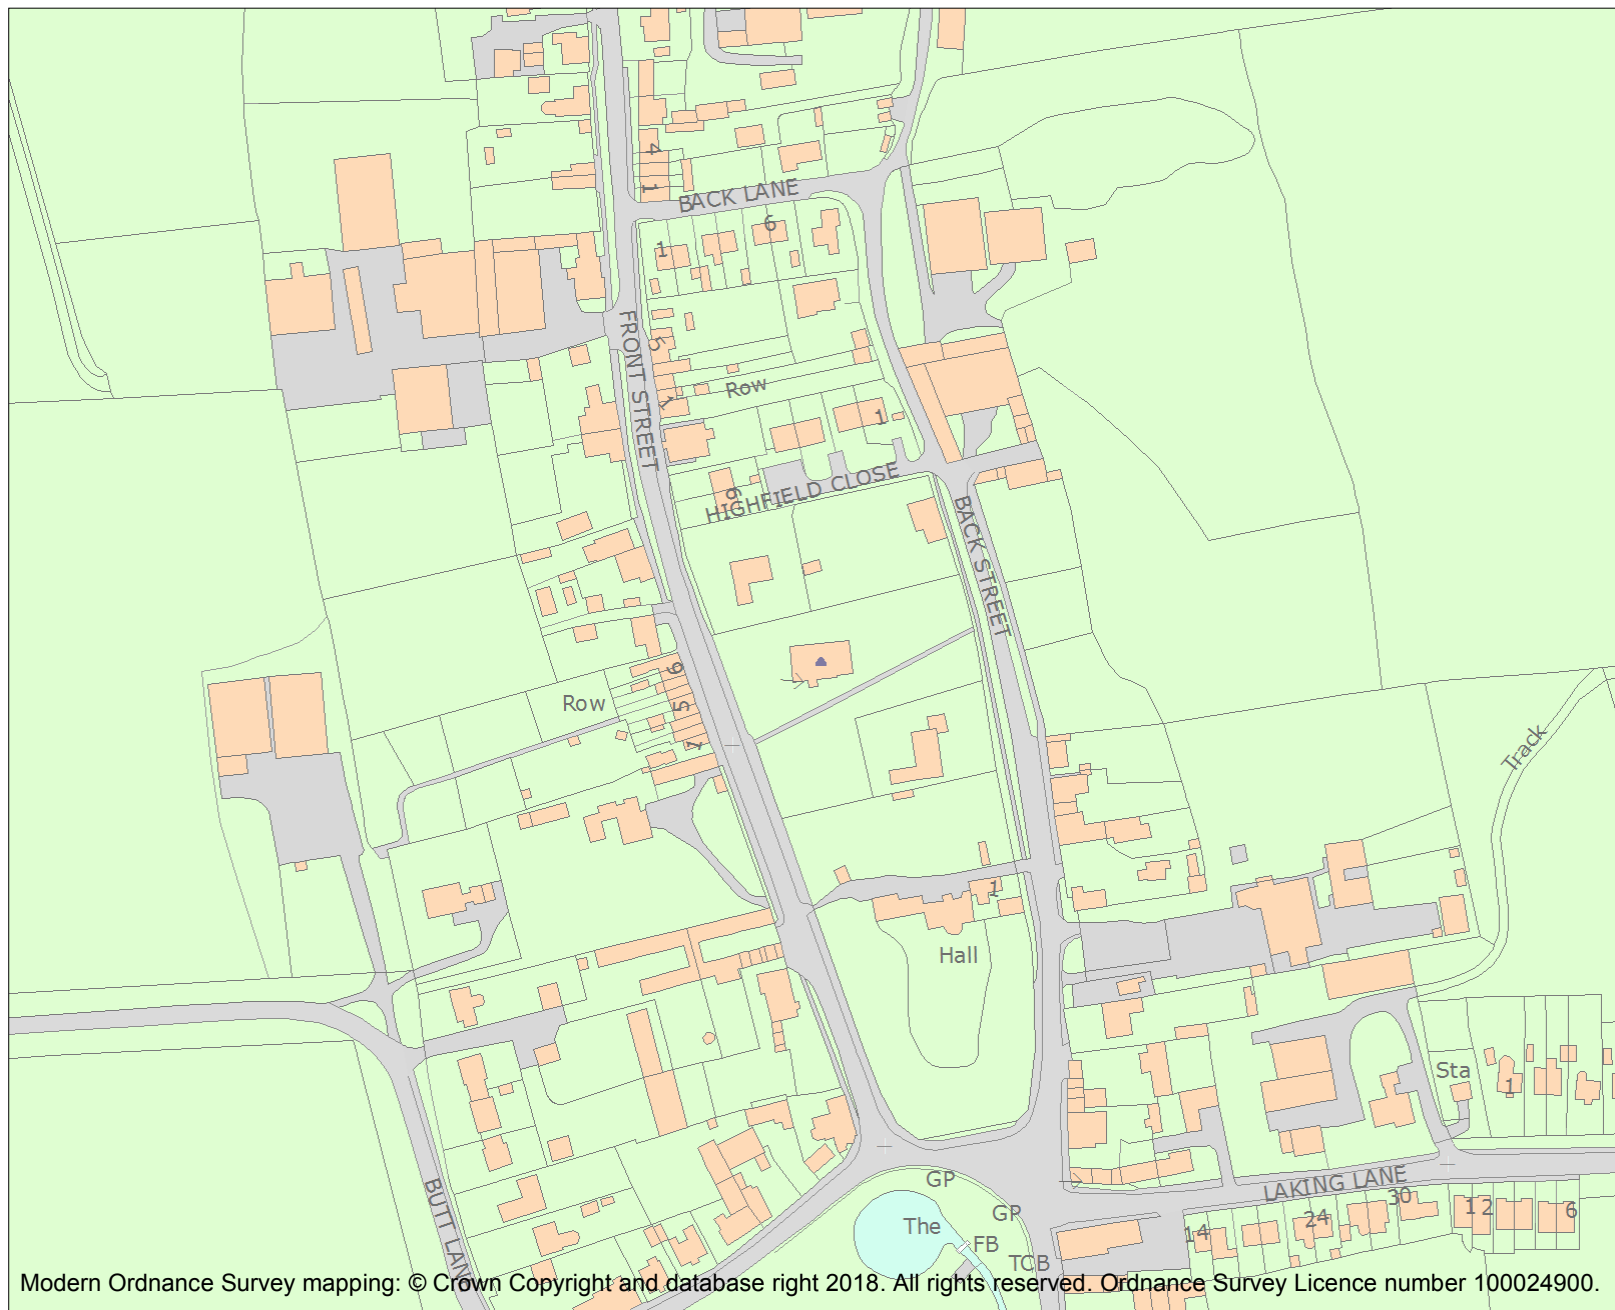 4
1
BACK LANE
6
1
FRONT STREET
5
1
Row
1
6
HIGHFIELD CLOSE
BACK STREET
9
5
1
Row
Track
1
Hall
Sta
1
BUTT LANE
GP
GP
The
FB
TCB
LAKING LANE
14
24
30
12
6
Modern Ordnance Survey mapping: © Crown Copyright and database right 2018. All rights reserved. Ordnance Survey Licence number 100024900.